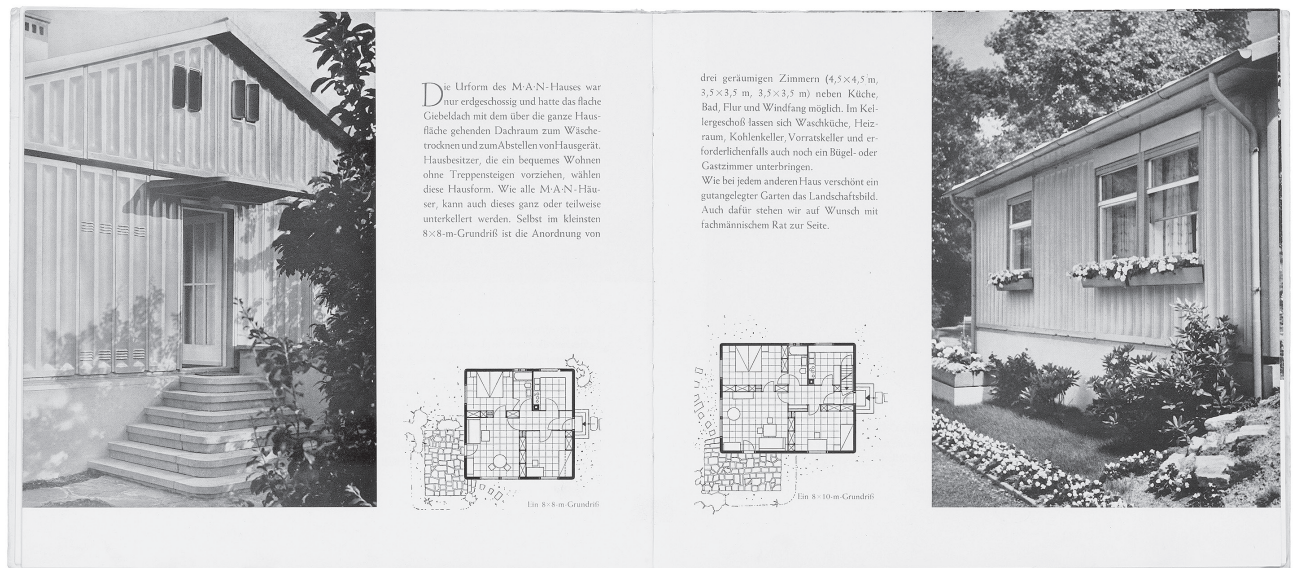 Die Urform des M·A·N-Hauses war
nur erdgeschossig und hatte das flache
Giebeldach mit dem über die ganze Haus-
fläche gehenden Dachraum zum Wäsche-
trocknen und zum Abstellen von Hausgerät.
Hausbesitzer, die ein bequemes Wohnen
ohne Treppensteigen vorziehen, wählen
diese Hausform. Wie alle M·A·N-Häu-
ser, kann auch dieses ganz oder teilweise
unterkellert werden. Selbst im kleinsten
8×8-m-Grundriß ist die Anordnung von
Ein 8×8-m-Grundriß
drei geräumigen Zimmern (4,5×4,5 m,
3,5×3,5 m, 3,5×3,5 m) neben Küche,
Bad, Flur und Windfang möglich. Im Kel-
lergeschoß lassen sich Waschküche, Heiz-
raum, Kohlenkeller, Vorratskeller und er-
forderlichenfalls auch noch ein Bügel- oder
Gastzimmer unterbringen.
Wie bei jedem anderen Haus verschönt ein
gutangelegter Garten das Landschaftsbild.
Auch dafür stehen wir auf Wunsch mit
fachmännischem Rat zur Seite.
Ein 8×10-m-Grundriß